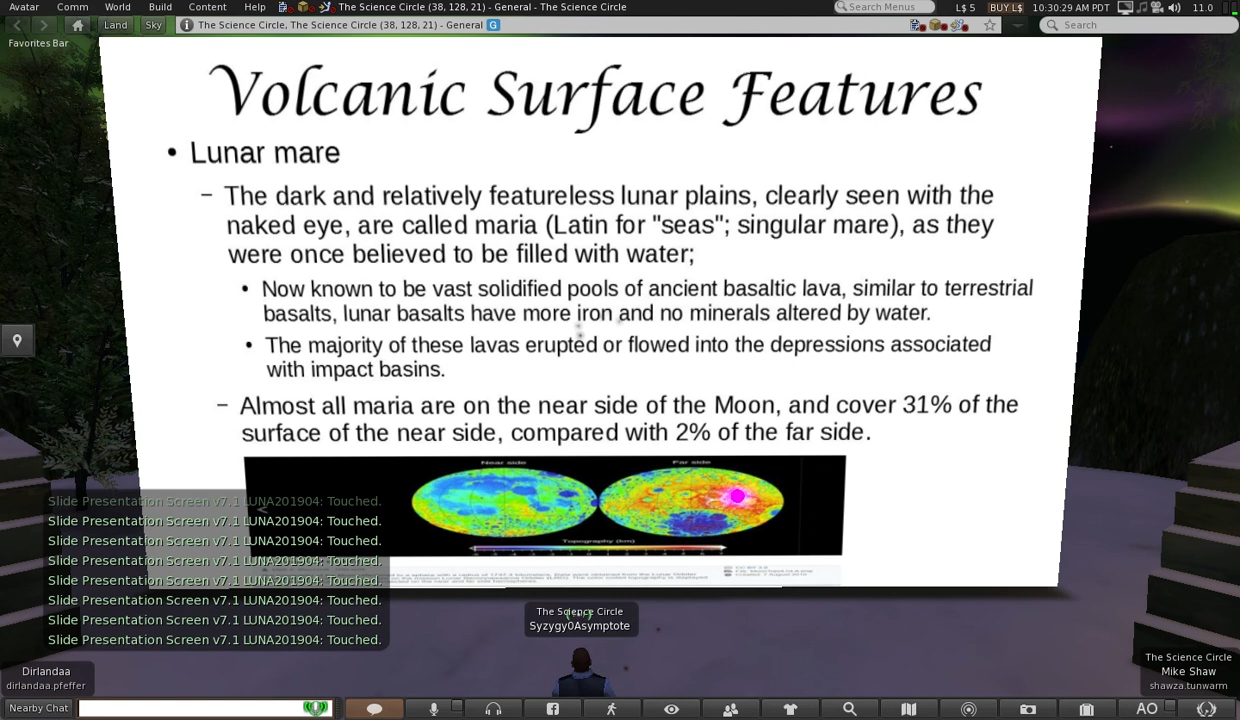 Avatar Comm World Build Content Help The Science Circle (38, 128, 21) - General - The Science Circle Search Menus L$ 5 BUY L$ 10:30:29 AM PDT 11.0
Land Sky The Science Circle, The Science Circle (38, 128, 21) - General G Search
Favorites Bar
Volcanic Surface Features
• Lunar mare
– The dark and relatively featureless lunar plains, clearly seen with the
naked eye, are called maria (Latin for "seas"; singular mare), as they
were once believed to be filled with water;
• Now known to be vast solidified pools of ancient basaltic lava, similar to terrestrial
basalts, lunar basalts have more iron and no minerals altered by water.
• The majority of these lavas erupted or flowed into the depressions associated
with impact basins.
– Almost all maria are on the near side of the Moon, and cover 31% of the
surface of the near side, compared with 2% of the far side.
Near side Far side
Topography (km)
Slide Presentation Screen v7.1 LUNA201904: Touched.
Slide Presentation Screen v7.1 LUNA201904: Touched.
Slide Presentation Screen v7.1 LUNA201904: Touched.
Slide Presentation Screen v7.1 LUNA201904: Touched.
Slide Presentation Screen v7.1 LUNA201904: Touched.
Slide Presentation Screen v7.1 LUNA201904: Touched.
Slide Presentation Screen v7.1 LUNA201904: Touched.
Slide Presentation Screen v7.1 LUNA201904: Touched.
The Science Circle
Syzygy0Asymptote
Dirlandaa
dirlandaa.pfeffer
The Science Circle
Mike Shaw
shawza.tunwarm
Nearby Chat AO